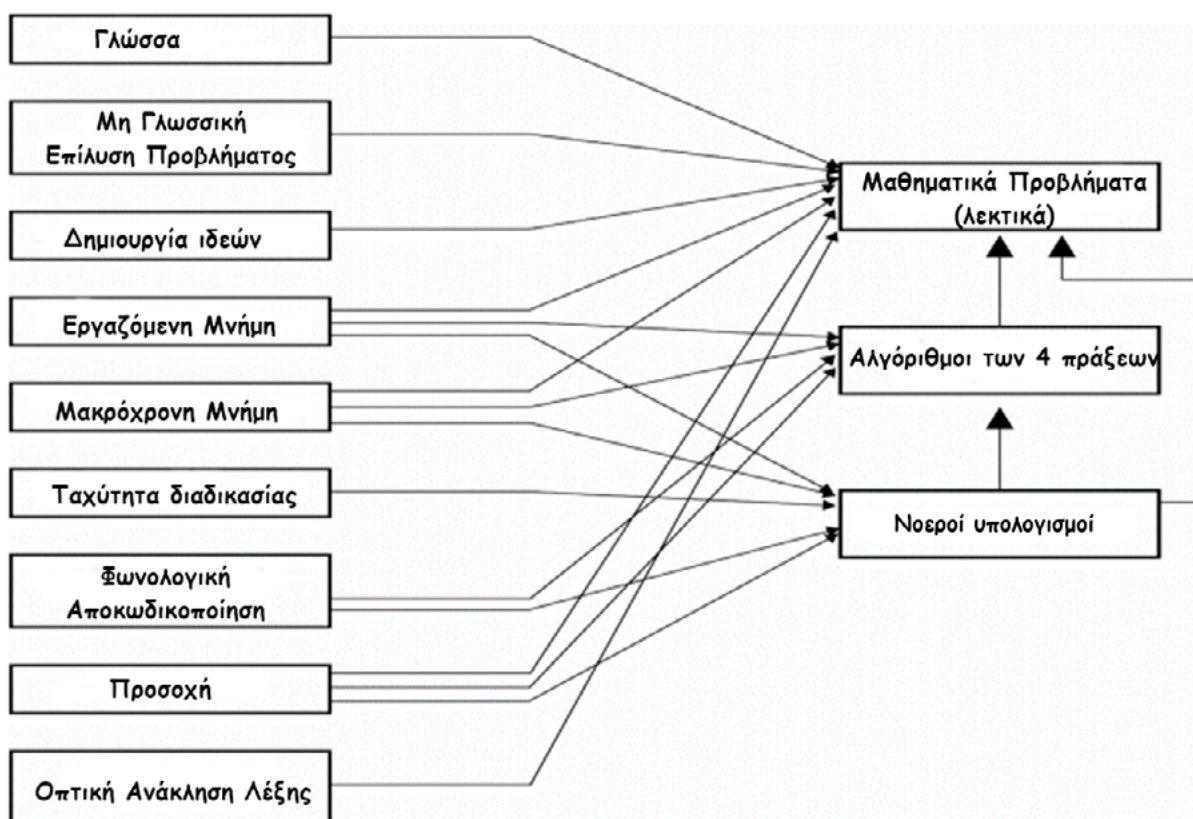 Γλώσσα
Μη Γλωσσική
Επίλυση Προβλήματος
Δημιουργία ιδεών
Εργαζόμενη Μνήμη
Μακρόχρονη Μνήμη
Ταχύτητα διαδικασίας
Φωνολογική
Αποκωδικοποίηση
Προσοχή
Οπτική Ανάκληση Λέξης
Μαθηματικά Προβλήματα
(λεκτικά)
Αλγόριθμοι των 4 πράξεων
Νοεροί υπολογισμοί